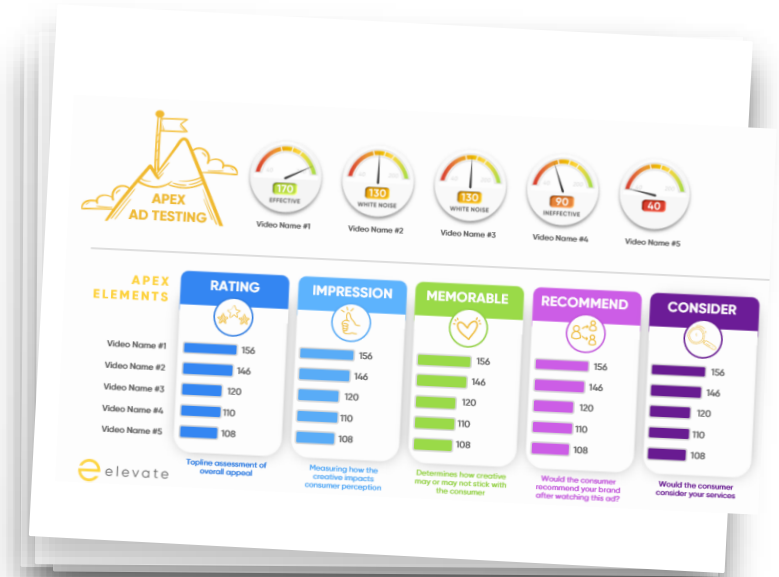 APEX
AD TESTING
170
EFFECTIVE
Video Name #1
130
WHITE NOISE
Video Name #2
130
WHITE NOISE
Video Name #3
90
INEFFECTIVE
Video Name #4
40
Video Name #5
APEX
ELEMENTS
RATING
IMPRESSION
MEMORABLE
RECOMMEND
CONSIDER
Video Name #1
156
156
156
156
156
Video Name #2
146
146
146
146
146
Video Name #3
120
120
120
120
120
Video Name #4
110
110
110
110
110
Video Name #5
108
108
108
108
108
Topline assessment of
overall appeal
Measuring how the
creative impacts
consumer perception
Determines how creative
may or may not stick with
the consumer
Would the consumer
recommend your brand
after watching this ad?
Would the consumer
consider your services
elevate